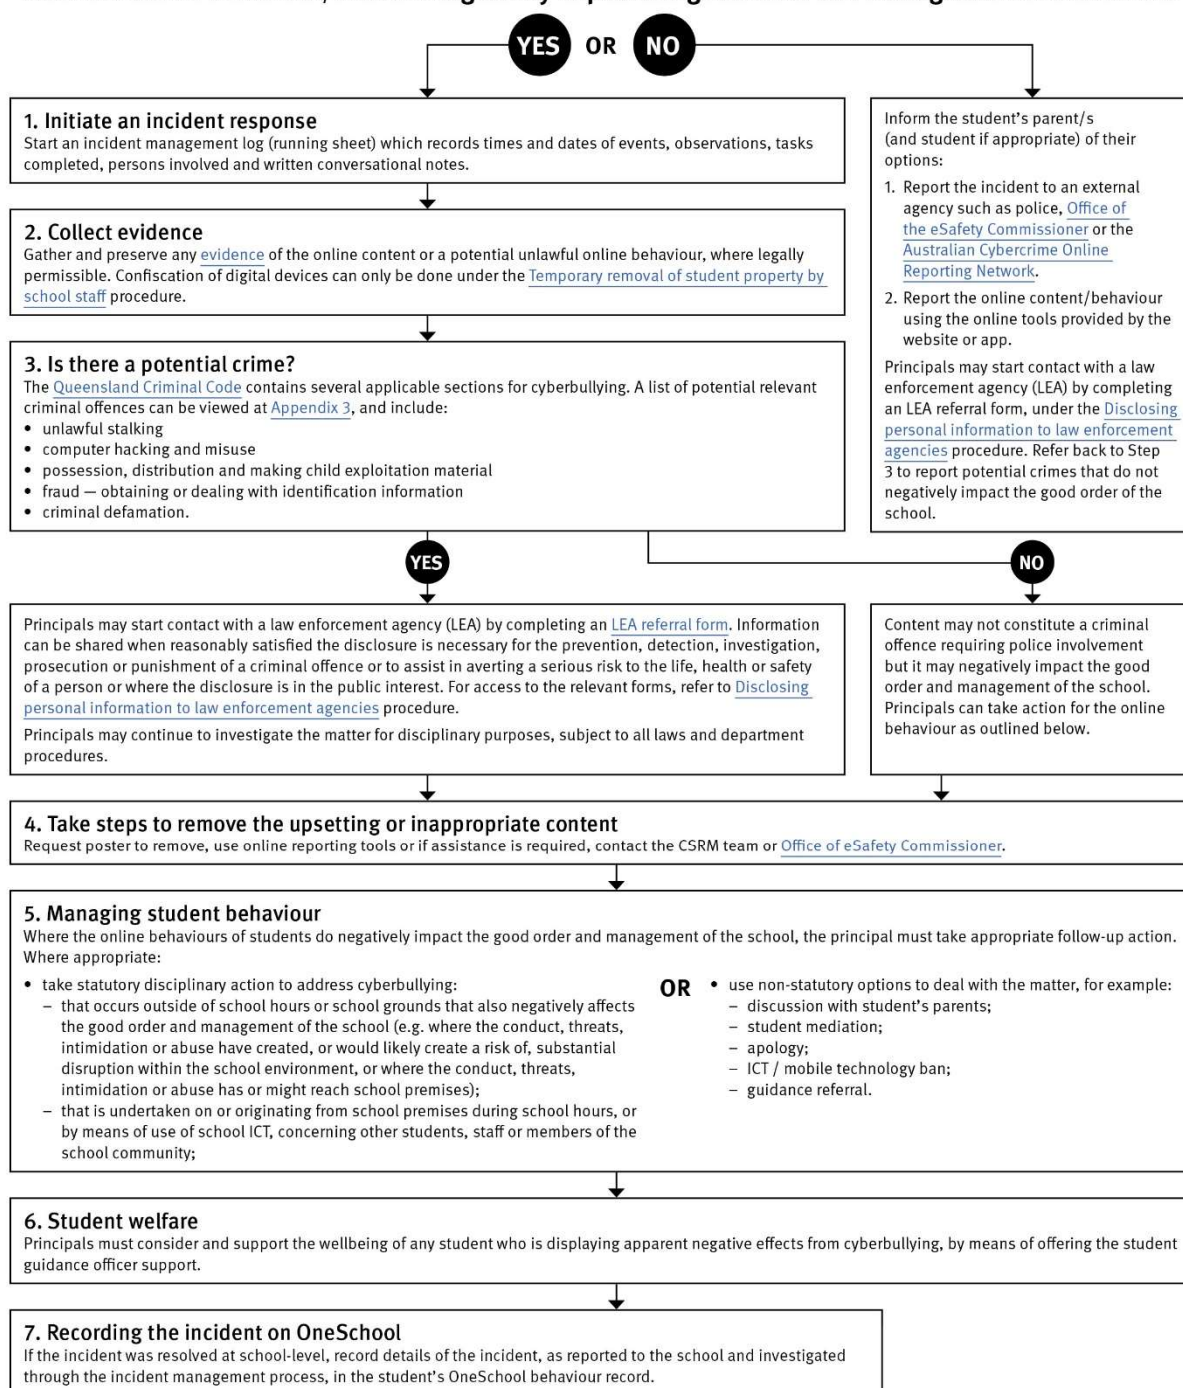 YES OR NO
1. Initiate an incident response
Start an incident management log (running sheet) which records times and dates of events, observations, tasks
completed, persons involved and written conversational notes.
2. Collect evidence
Gather and preserve any evidence of the online content or a potential unlawful online behaviour, where legally
permissible. Confiscation of digital devices can only be done under the Temporary removal of student property by
school staff procedure.
3. Is there a potential crime?
The Queensland Criminal Code contains several applicable sections for cyberbullying. A list of potential relevant
criminal offences can be viewed at Appendix 3, and include:
• unlawful stalking
• computer hacking and misuse
• possession, distribution and making child exploitation material
• fraud — obtaining or dealing with identification information
• criminal defamation.
Inform the student's parent/s
(and student if appropriate) of their
options:
1. Report the incident to an external
agency such as police, Office of
the eSafety Commissioner or the
Australian Cybercrime Online
Reporting Network.
2. Report the online content/behaviour
using the online tools provided by the
website or app.
Principals may start contact with a law
enforcement agency (LEA) by completing
an LEA referral form, under the Disclosing
personal information to law enforcement
agencies procedure. Refer back to Step
3 to report potential crimes that do not
negatively impact the good order of the
school.
YES
NO
Principals may start contact with a law enforcement agency (LEA) by completing an LEA referral form. Information
can be shared when reasonably satisfied the disclosure is necessary for the prevention, detection, investigation,
prosecution or punishment of a criminal offence or to assist in averting a serious risk to the life, health or safety
of a person or where the disclosure is in the public interest. For access to the relevant forms, refer to Disclosing
personal information to law enforcement agencies procedure.
Principals may continue to investigate the matter for disciplinary purposes, subject to all laws and department
procedures.
Content may not constitute a criminal
offence requiring police involvement
but it may negatively impact the good
order and management of the school.
Principals can take action for the online
behaviour as outlined below.
4. Take steps to remove the upsetting or inappropriate content
Request poster to remove, use online reporting tools or if assistance is required, contact the CSRM team or Office of eSafety Commissioner.
5. Managing student behaviour
Where the online behaviours of students do negatively impact the good order and management of the school, the principal must take appropriate follow-up action.
Where appropriate:
• take statutory disciplinary action to address cyberbullying:
– that occurs outside of school hours or school grounds that also negatively affects
the good order and management of the school (e.g. where the conduct, threats,
intimidation or abuse have created, or would likely create a risk of, substantial
disruption within the school environment, or where the conduct, threats,
intimidation or abuse has or might reach school premises);
– that is undertaken on or originating from school premises during school hours, or
by means of use of school ICT, concerning other students, staff or members of the
school community;
OR
• use non-statutory options to deal with the matter, for example:
– discussion with student's parents;
– student mediation;
– apology;
– ICT / mobile technology ban;
– guidance referral.
6. Student welfare
Principals must consider and support the wellbeing of any student who is displaying apparent negative effects from cyberbullying, by means of offering the student
guidance officer support.
7. Recording the incident on OneSchool
If the incident was resolved at school-level, record details of the incident, as reported to the school and investigated
through the incident management process, in the student's OneSchool behaviour record.